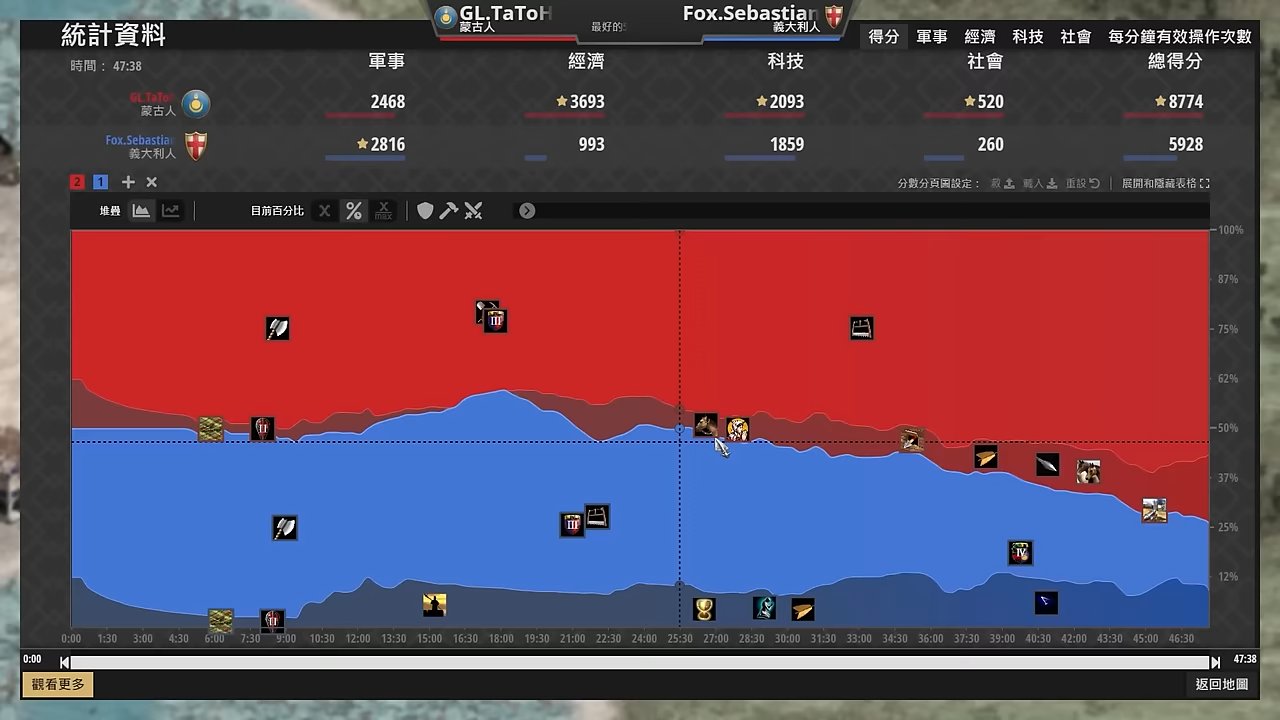 GL.TaToH
蒙古人
最好的
Fox.Sebastian
義大利人
統計資料
得分 軍事 經濟 科技 社會 每分鐘有效操作次數
時間： 47:38
軍事 經濟 科技 社會 總得分
GL.TaTo
蒙古人
2468 3693 2093 520 8774
Fox.Sebastian
義大利人
2816 993 1859 260 5928
2 1
分數分頁圖設定： 載入 重設 展開和隱藏表格
堆疊 目前百分比 X % X max
100%
87%
75%
62%
50%
37%
25%
12%
II
III
II
III
IV
0:00 1:30 3:00 4:30 6:00 7:30 9:00 10:30 12:00 13:30 15:00 16:30 18:00 19:30 21:00 22:30 24:00 25:30 27:00 28:30 30:00 31:30 33:00 34:30 36:00 37:30 39:00 40:30 42:00 43:30 45:00 46:30
0:00 47:38
觀看更多 返回地圖